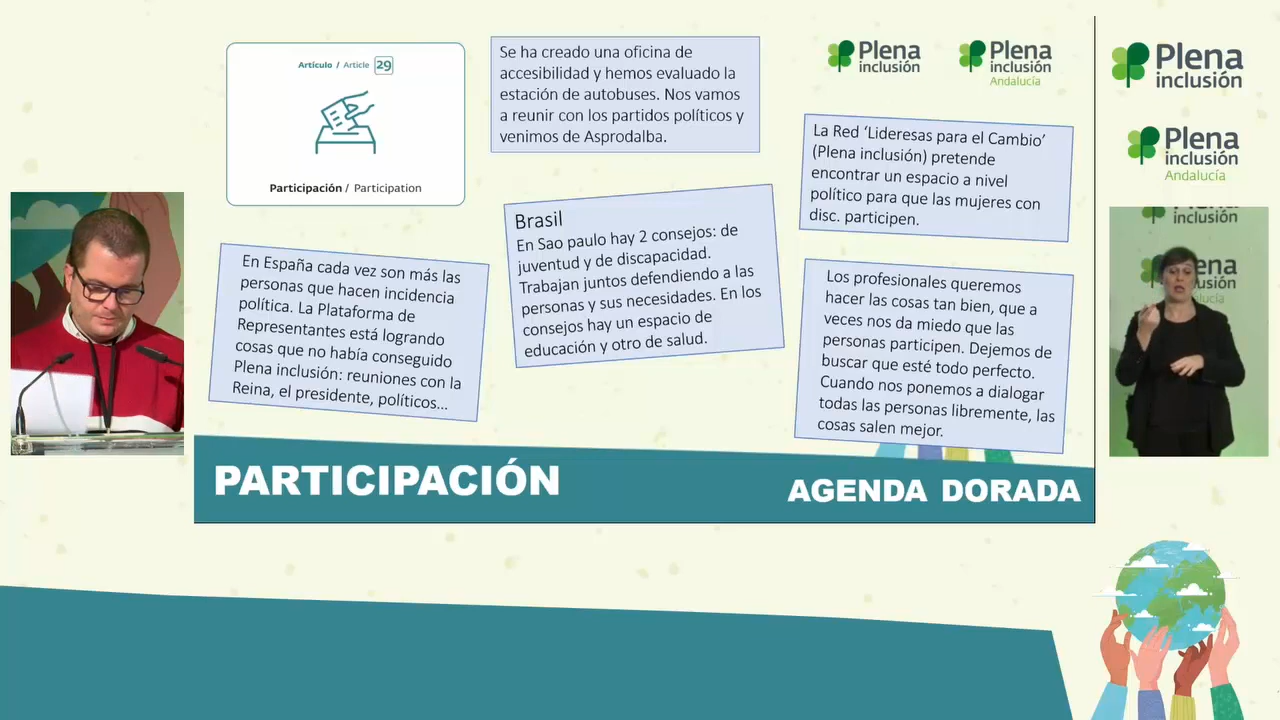 Artículo / Article 29
Participación / Participation
Se ha creado una oficina de
accesibilidad y hemos evaluado la
estación de autobuses. Nos vamos
a reunir con los partidos políticos y
venimos de Asprodalba.
Plena
inclusión
Plena
inclusión
Andalucía
La Red ‘Lideresas para el Cambio’
(Plena inclusión) pretende
encontrar un espacio a nivel
político para que las mujeres con
disc. participen.
En España cada vez son más las
personas que hacen incidencia
política. La Plataforma de
Representantes está logrando
cosas que no había conseguido
Plena inclusión: reuniones con la
Reina, el presidente, políticos...
Brasil
En Sao paulo hay 2 consejos: de
juventud y de discapacidad.
Trabajan juntos defendiendo a las
personas y sus necesidades. En los
consejos hay un espacio de
educación y otro de salud.
Los profesionales queremos
hacer las cosas tan bien, que a
veces nos da miedo que las
personas participen. Dejemos de
buscar que esté todo perfecto.
Cuando nos ponemos a dialogar
todas las personas libremente, las
cosas salen mejor.
PARTICIPACIÓN
AGENDA DORADA
Plena
inclusión
Plena
inclusión
Andalucía
inclusión